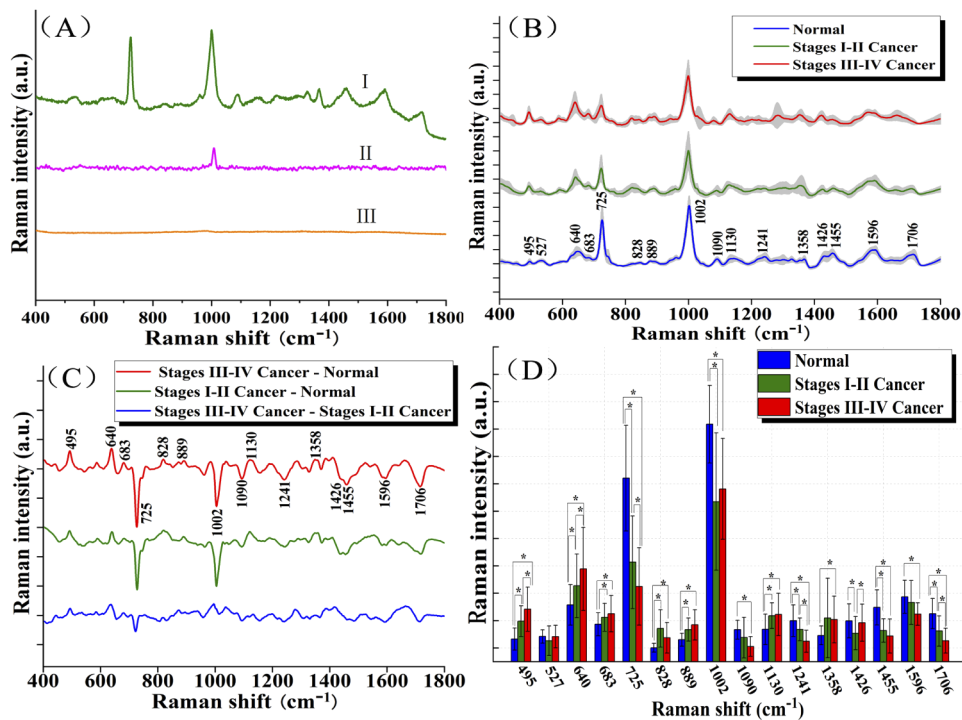 (A)
I
II
III
Raman intensity (a.u.)
400 600 800 1000 1200 1400 1600 1800
Raman shift (cm⁻¹)
(B)
Normal
Stages I-II Cancer
Stages III-IV Cancer
Raman intensity (a.u.)
495
527
640
683
725
828
889
1002
1090
1130
1241
1358
1426
1455
1596
1706
400 600 800 1000 1200 1400 1600 1800
Raman shift (cm⁻¹)
(C)
Stages III-IV Cancer - Normal
Stages I-II Cancer - Normal
Stages III-IV Cancer - Stages I-II Cancer
Raman intensity (a.u.)
495
640
683
725
828
889
1002
1090
1130
1241
1358
1426
1455
1596
1706
400 600 800 1000 1200 1400 1600 1800
Raman shift (cm⁻¹)
(D)
Normal
Stages I-II Cancer
Stages III-IV Cancer
Raman intensity (a.u.)
* * * * * * * * * * * * * * * * * * * * * * * * * * * * * * * * *
495 527 640 683 725 828 889 1002 1090 1130 1241 1358 1426 1455 1596 1706
Raman shift (cm⁻¹)